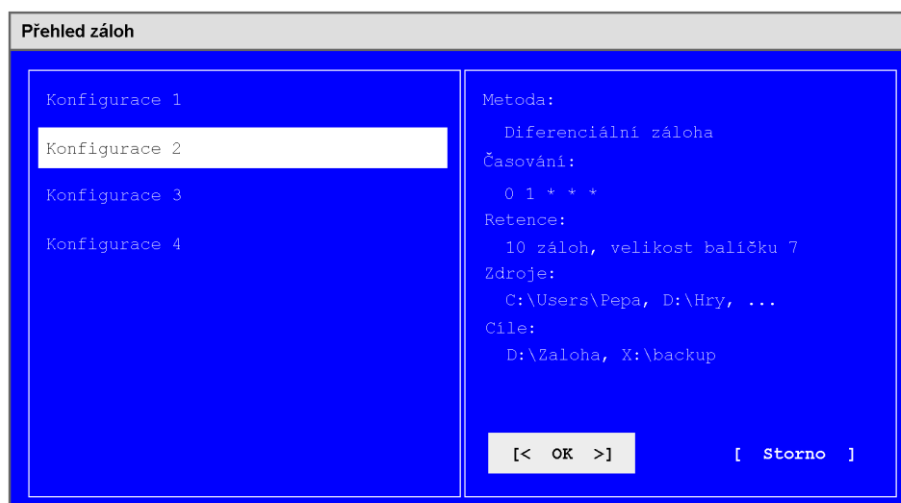 Přehled záloh
Konfigurace 1
Konfigurace 2
Konfigurace 3
Konfigurace 4
Metoda:
Diferenciální záloha
Časování:
0 1 * * *
Retence:
10 záloh, velikost balíčku 7
Zdroje:
C:\Users\Pepa, D:\Hry, ...
Cíle:
D:\Zaloha, X:\backup
[< OK >]
[ Storno ]